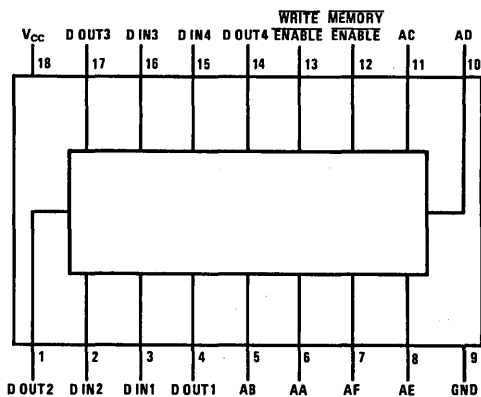 WRITE MEMORY
VCC D OUT3 D IN3 D IN4 D OUT4 ENABLE ENABLE AC AD
18 17 16 15 14 13 12 11 10
1 2 3 4 5 6 7 8 9
D OUT2 D IN2 D IN1 D OUT1 AB AA AF AE GND